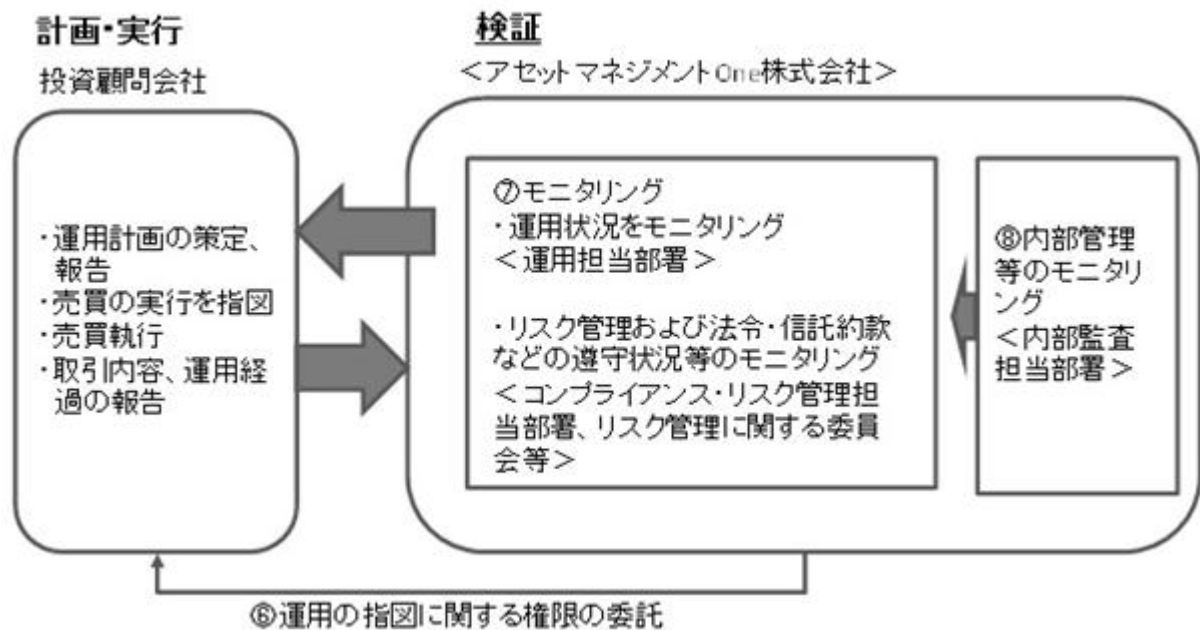 計画・実行
投資顧問会社
・運用計画の策定、
報告
・売買の実行を指図
・売買執行
・取引内容、運用経
過の報告
検証
＜アセットマネジメントOne株式会社＞
⑦モニタリング
・運用状況をモニタリング
＜運用担当部署＞
・リスク管理および法令・信託約款
などの遵守状況等のモニタリング
＜コンプライアンス・リスク管理担
当部署、リスク管理に関する委員
会等＞
⑧内部管理
等のモニタリ
ング
＜内部監査
担当部署＞
⑥運用の指図に関する権限の委託